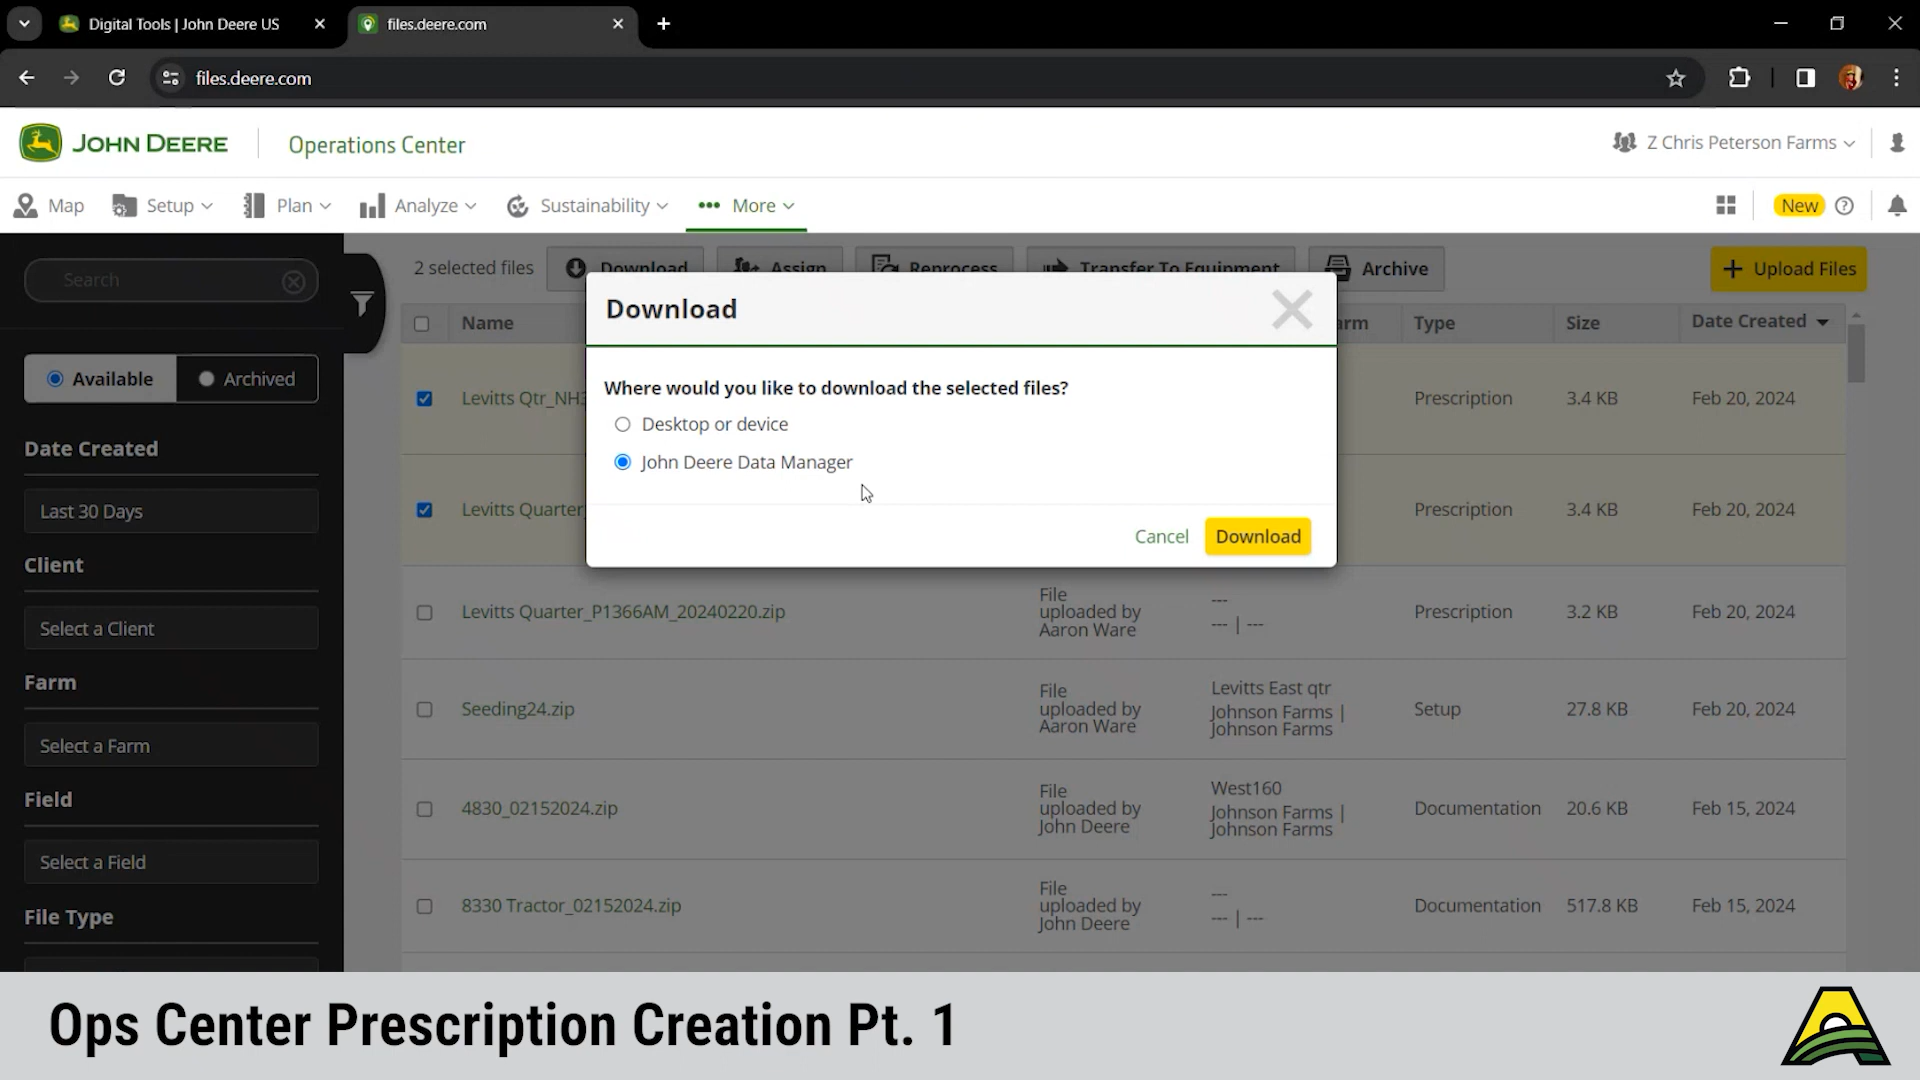 Digital Tools | John Deere US
files.deere.com
files.deere.com
JOHN DEERE
Operations Center
Z Chris Peterson Farms
Map
Setup
Plan
Analyze
Sustainability
More
New
Search
2 selected files
Download
Assign
Reprocess
Transfer To Equipment
Archive
Upload Files
Available
Archived
Date Created
Last 30 Days
Client
Select a Client
Farm
Select a Farm
Field
Select a Field
File Type
Name
arm
Type
Size
Date Created
Levitts Qtr_NH3
Prescription
3.4 KB
Feb 20, 2024
Levitts Quarter
Prescription
3.4 KB
Feb 20, 2024
Download
Where would you like to download the selected files?
Desktop or device
John Deere Data Manager
Cancel
Download
Levitts Quarter_P1366AM_20240220.zip
File
uploaded by
Aaron Ware
---
--- | ---
Prescription
3.2 KB
Feb 20, 2024
Seeding24.zip
File
uploaded by
Aaron Ware
Levitts East qtr
Johnson Farms |
Johnson Farms
Setup
27.8 KB
Feb 20, 2024
4830_02152024.zip
File
uploaded by
John Deere
West160
Johnson Farms |
Johnson Farms
Documentation
20.6 KB
Feb 15, 2024
8330 Tractor_02152024.zip
File
uploaded by
John Deere
---
--- | ---
Documentation
517.8 KB
Feb 15, 2024
Ops Center Prescription Creation Pt. 1